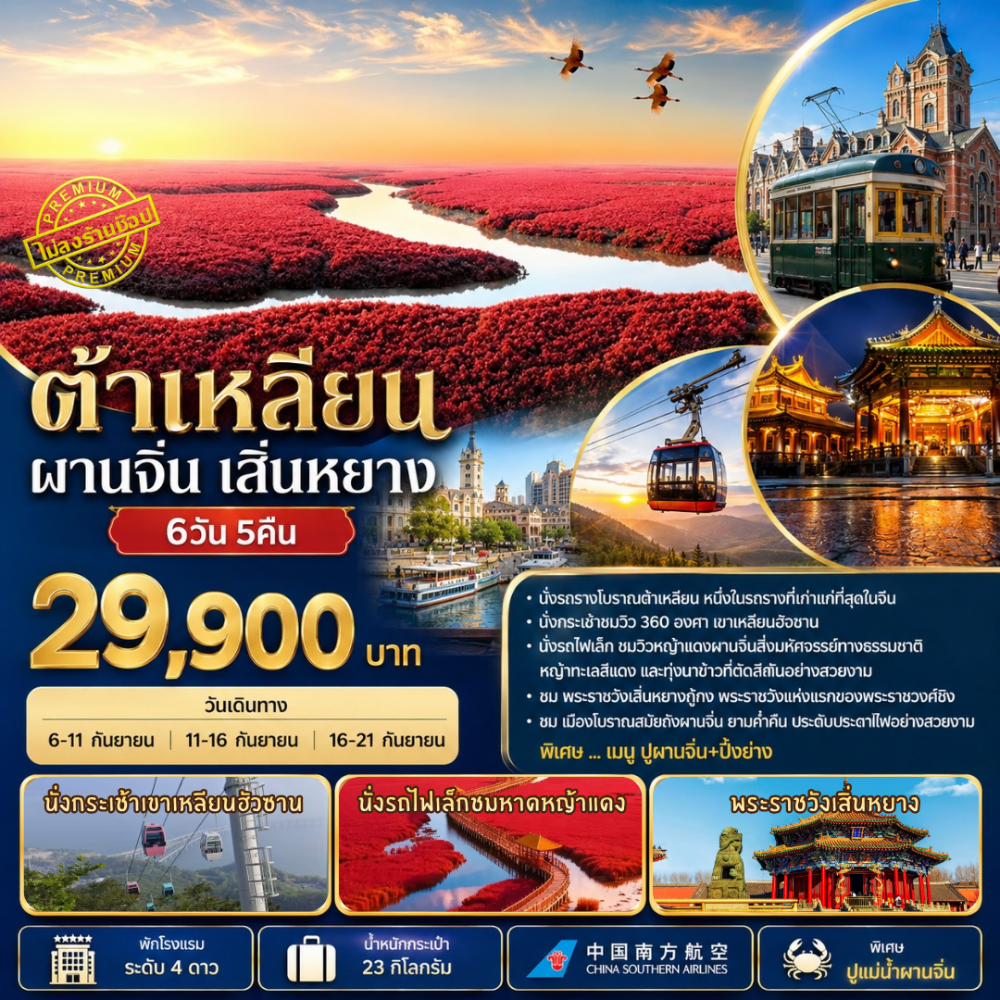 PREMIUM
ไม่ลงร้านช้อป
PREMIUM
ต้าเหลียน
ผานจิ่น เสิ่นหยาง
6วัน 5คืน
29,900 บาท
วันเดินทาง
6-11 กันยายน | 11-16 กันยายน | 16-21 กันยายน
• นั่งรถรางโบราณต้าเหลียน หนึ่งในรถรางที่เก่าแก่ที่สุดในจีน
• นั่งกระเช้าชมวิว 360 องศา เขาเหลียนฮัวซาน
• นั่งรถไฟเล็ก ชมวิวหญ้าแดงผานจิ่นสิ่งมหัศจรรย์ทางธรรมชาติ
หญ้าทะเลสีแดง และทุ่งนาข้าวที่ตัดสีกันอย่างสวยงาม
• ชม พระราชวังเสิ่นหยางกู้กง พระราชวังแห่งแรกของพระราชวงศ์ชิง
• ชม เมืองโบราณสมัยถังผานจิ่น ยามค่ำคืน ประดับประดาไฟอย่างสวยงาม
พิเศษ ... เมนู ปูผานจิ่น+ปิ้งย่าง
นั่งกระเช้าเขาเหลียนฮัวซาน
นั่งรถไฟเล็กชมหาดหญ้าแดง
พระราชวังเสิ่นหยาง
พักโรงแรม
ระดับ 4 ดาว
น้ำหนักกระเป๋า
23 กิโลกรัม
中国南方航空
CHINA SOUTHERN AIRLINES
พิเศษ
ปูแม่น้ำผานจิ่น